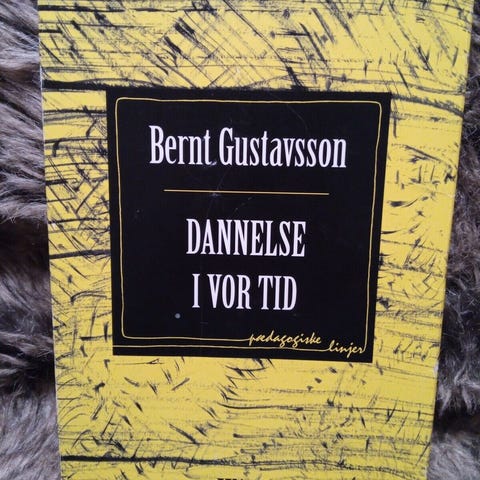 Bernt Gustavsson
DANNELSE
I VOR TID
pædagogiske
linjer